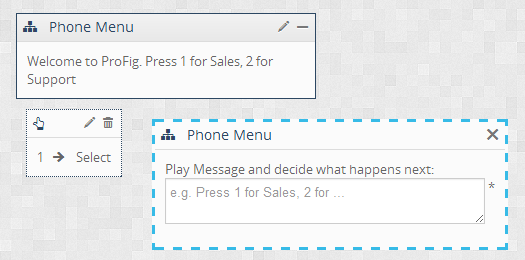 Phone Menu
Welcome to ProFig. Press 1 for Sales, 2 for
Support
1 → Select
Phone Menu
Play Message and decide what happens next:
e.g. Press 1 for Sales, 2 for ...
*